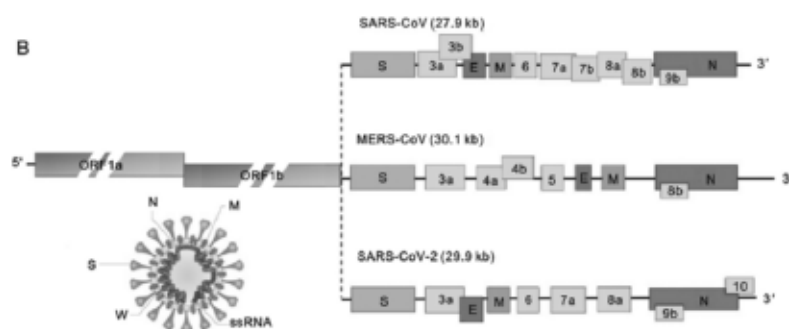 B
SARS-CoV (27.9 kb)
S 3a 3b E M 6 7a 7b 8a 8b 9b N 3'
MERS-CoV (30.1 kb)
5' ORF1a ORF1b
S 3a 4a 4b 5 E M 8b N 3'
SARS-CoV-2 (29.9 kb)
S 3a E M 6 7a 8a 9b N 10 3'
N M
S
W ssRNA